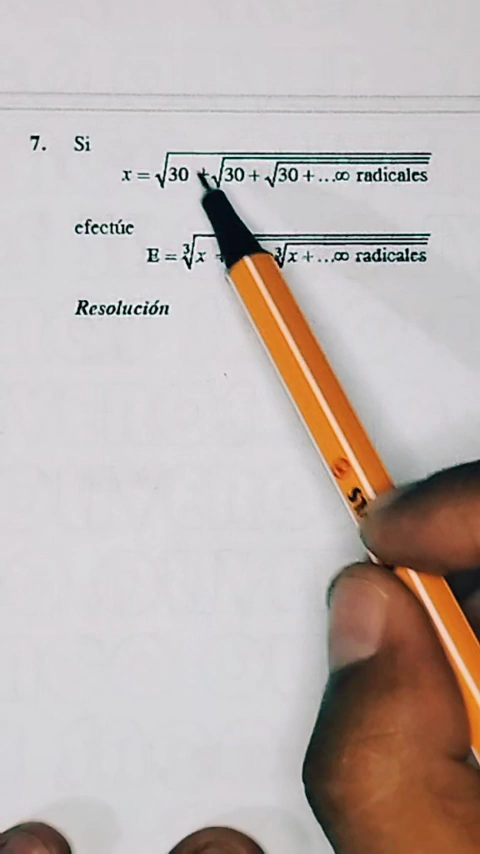 7. Si
x = √30 + √30 + √30 + ...∞ radicales
efectúe
E = ∛x ∛x + ...∞ radicales
Resolución